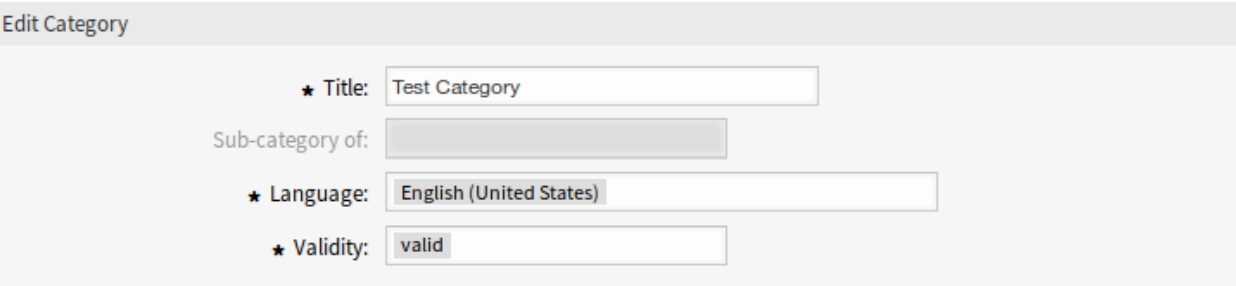 Edit Category
★ Title: Test Category
Sub-category of:
★ Language: English (United States)
★ Validity: valid